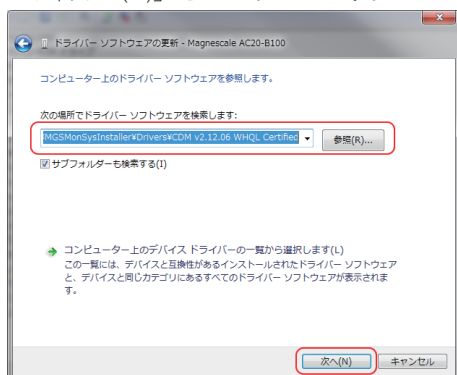 ドライバー ソフトウェアの更新 - Magnescale AC20-B100
コンピューター上のドライバー ソフトウェアを参照します。
次の場所でドライバー ソフトウェアを検索します:
MGSMonSysInstaller¥Drivers¥CDM v2.12.06 WHQL Certified
参照(R)...
サブフォルダーも検索する(I)
コンピューター上のデバイス ドライバーの一覧から選択します(L)
この一覧には、デバイスと互換性があるインストールされたドライバー ソフトウェア
と、デバイスと同じカテゴリにあるすべてのドライバー ソフトウェアが表示されま
す。
次へ(N)
キャンセル